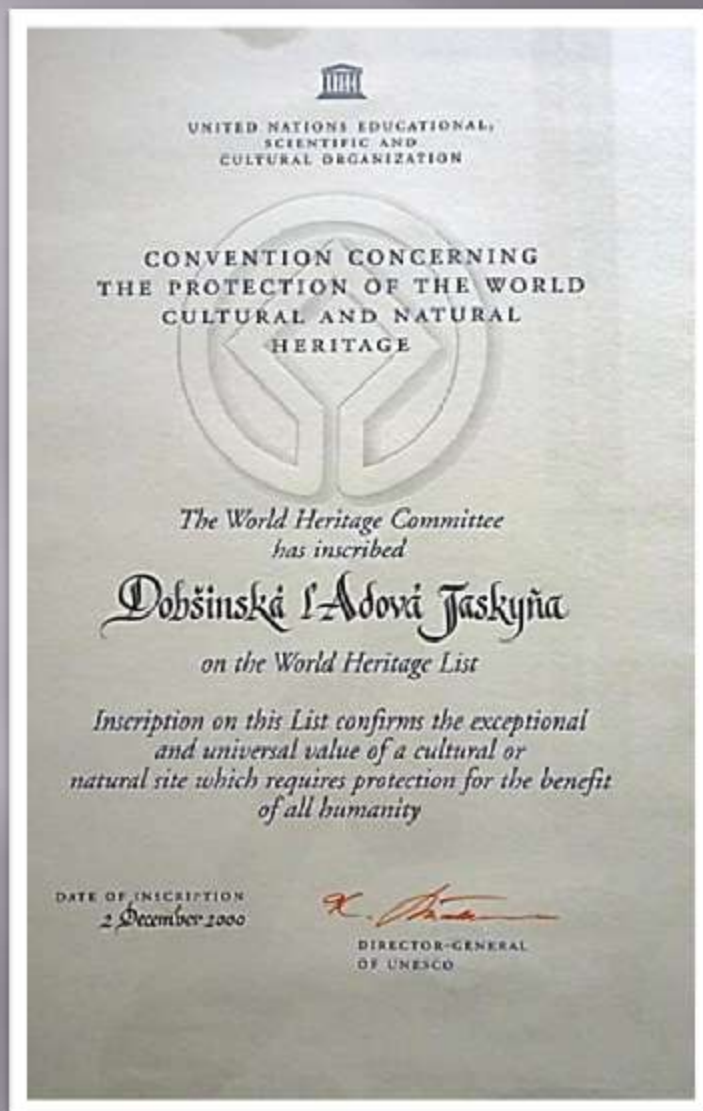 UNITED NATIONS EDUCATIONAL,
SCIENTIFIC AND
CULTURAL ORGANIZATION
CONVENTION CONCERNING
THE PROTECTION OF THE WORLD
CULTURAL AND NATURAL
HERITAGE
The World Heritage Committee
has inscribed
Dobšinská ľAdová Jaskyňa
on the World Heritage List
Inscription on this List confirms the exceptional
and universal value of a cultural or
natural site which requires protection for the benefit
of all humanity
DATE OF INSCRIPTION
2 December 2000
DIRECTOR-GENERAL
OF UNESCO